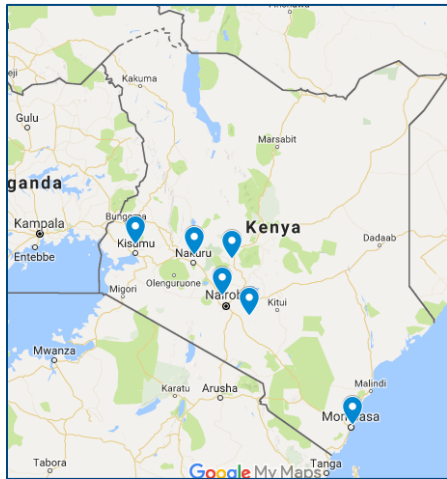 Kakuma
Gulu
Marsabit
ganda
Bungoma
Kenya
Kampala
Kisumu
Nakuru
Dadaab
Entebbe
Olenguruone
Migori
Nairobi
Kitui
Mwanza
Malindi
Karatu
Arusha
Mombasa
Tabora
Google My Maps
Tanga